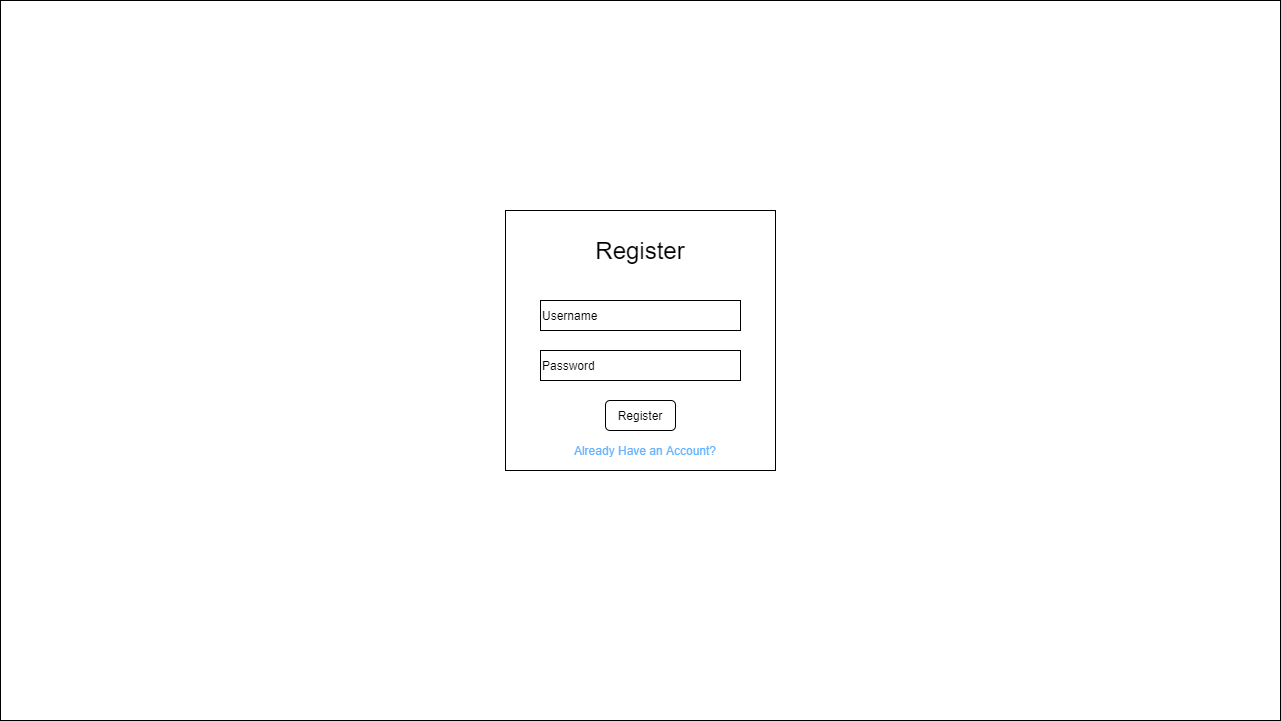 Register
Username
Password
Register
Already Have an Account?